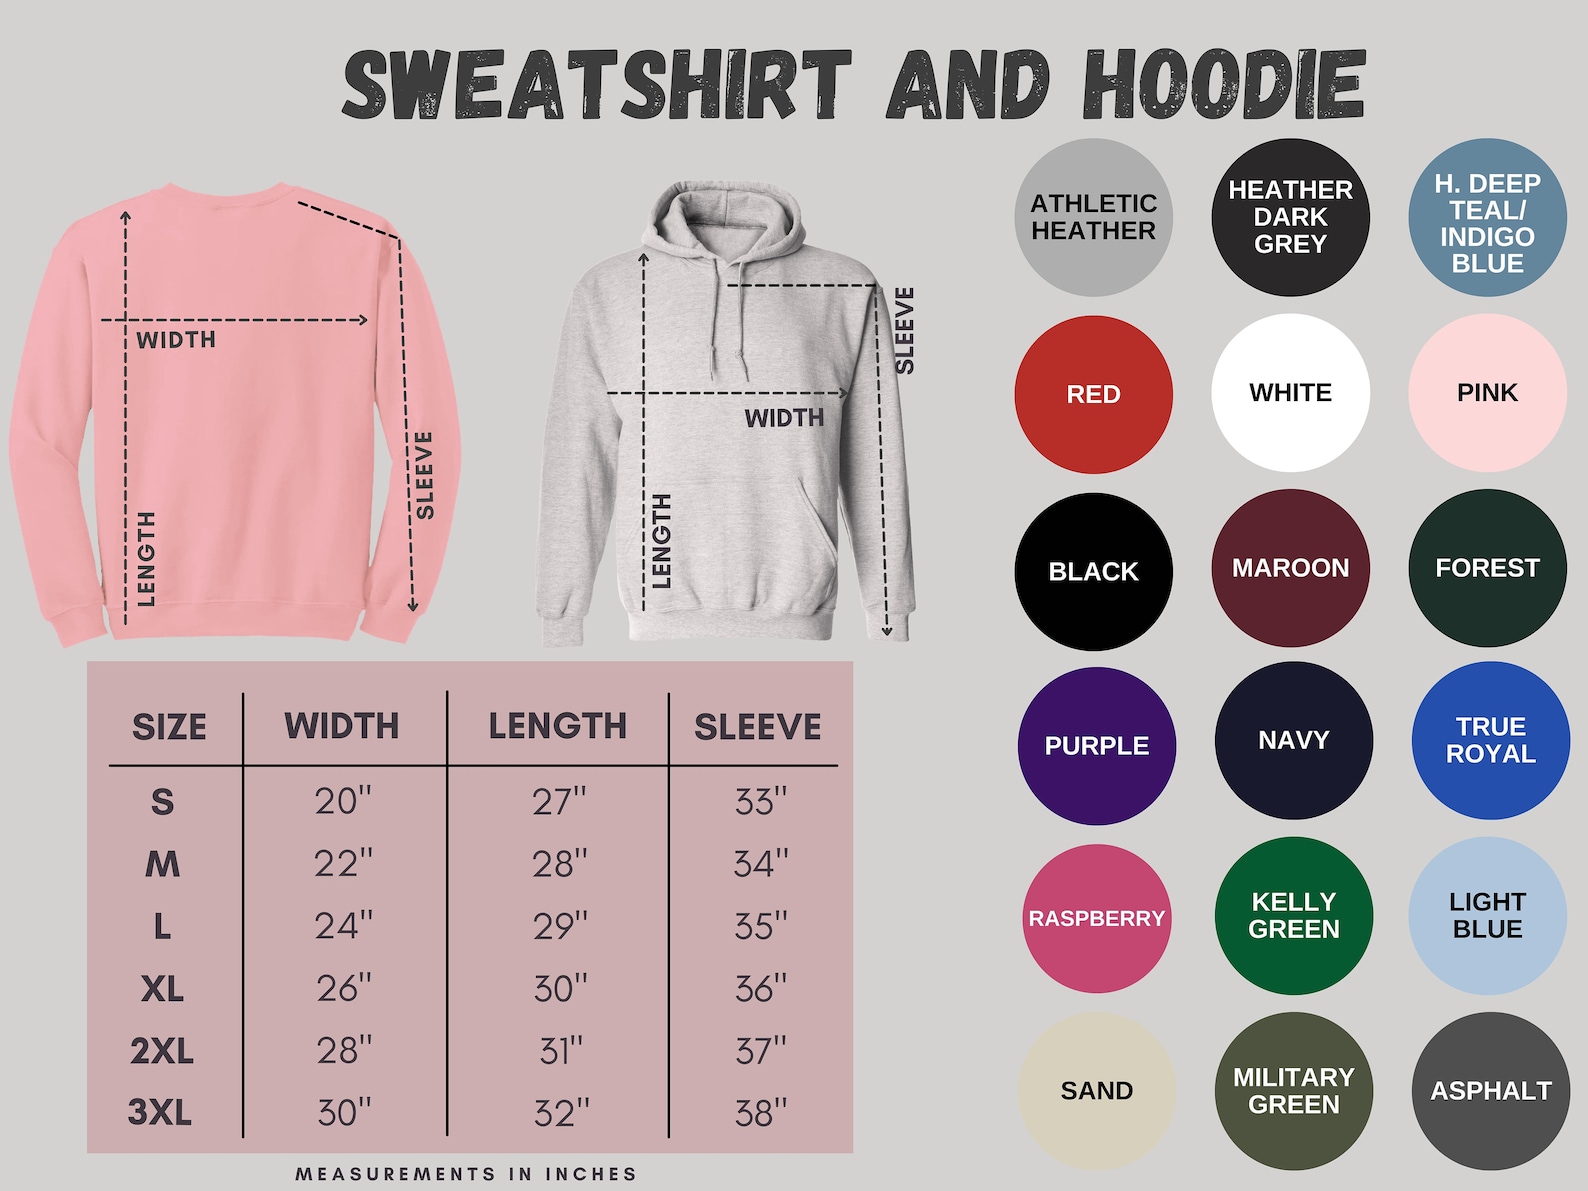 SWEATSHIRT AND HOODIE
WIDTH
LENGTH
SLEEVE
WIDTH
LENGTH
SLEEVE
SIZE WIDTH LENGTH SLEEVE
S 20" 27" 33"
M 22" 28" 34"
L 24" 29" 35"
XL 26" 30" 36"
2XL 28" 31" 37"
3XL 30" 32" 38"
MEASUREMENTS IN INCHES
ATHLETIC
HEATHER
HEATHER
DARK
GREY
H. DEEP
TEAL/
INDIGO
BLUE
RED
WHITE
PINK
BLACK
MAROON
FOREST
PURPLE
NAVY
TRUE
ROYAL
RASPBERRY
KELLY
GREEN
LIGHT
BLUE
SAND
MILITARY
GREEN
ASPHALT